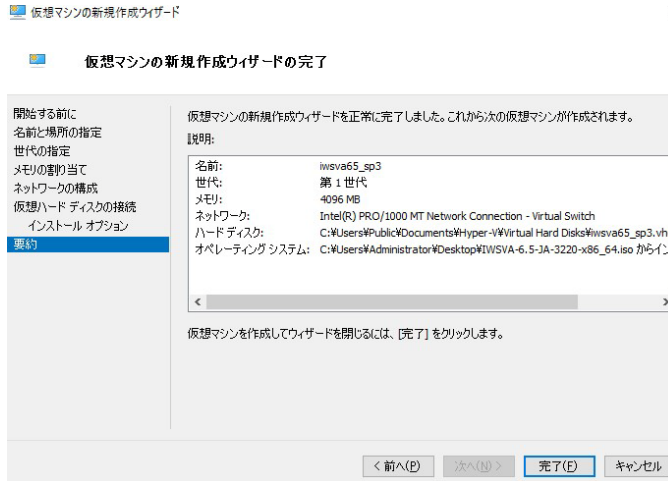 仮想マシンの新規作成ウィザード
仮想マシンの新規作成ウィザードの完了
開始する前に
名前と場所の指定
世代の指定
メモリの割り当て
ネットワークの構成
仮想ハード ディスクの接続
インストール オプション
要約
仮想マシンの新規作成ウィザードを正常に完了しました。これから次の仮想マシンが作成されます。
説明:
名前: iwsva65_sp3
世代: 第 1 世代
メモリ: 4096 MB
ネットワーク: Intel(R) PRO/1000 MT Network Connection - Virtual Switch
ハード ディスク: C:¥Users¥Public¥Documents¥Hyper-V¥Virtual Hard Disks¥iwsva65_sp3.vh
オペレーティング システム: C:¥Users¥Administrator¥Desktop¥IWSVA-6.5-JA-3220-x86_64.iso からイン
仮想マシンを作成してウィザードを閉じるには、[完了] をクリックします。
< 前へ(P) 次へ(N) > 完了(F) キャンセル